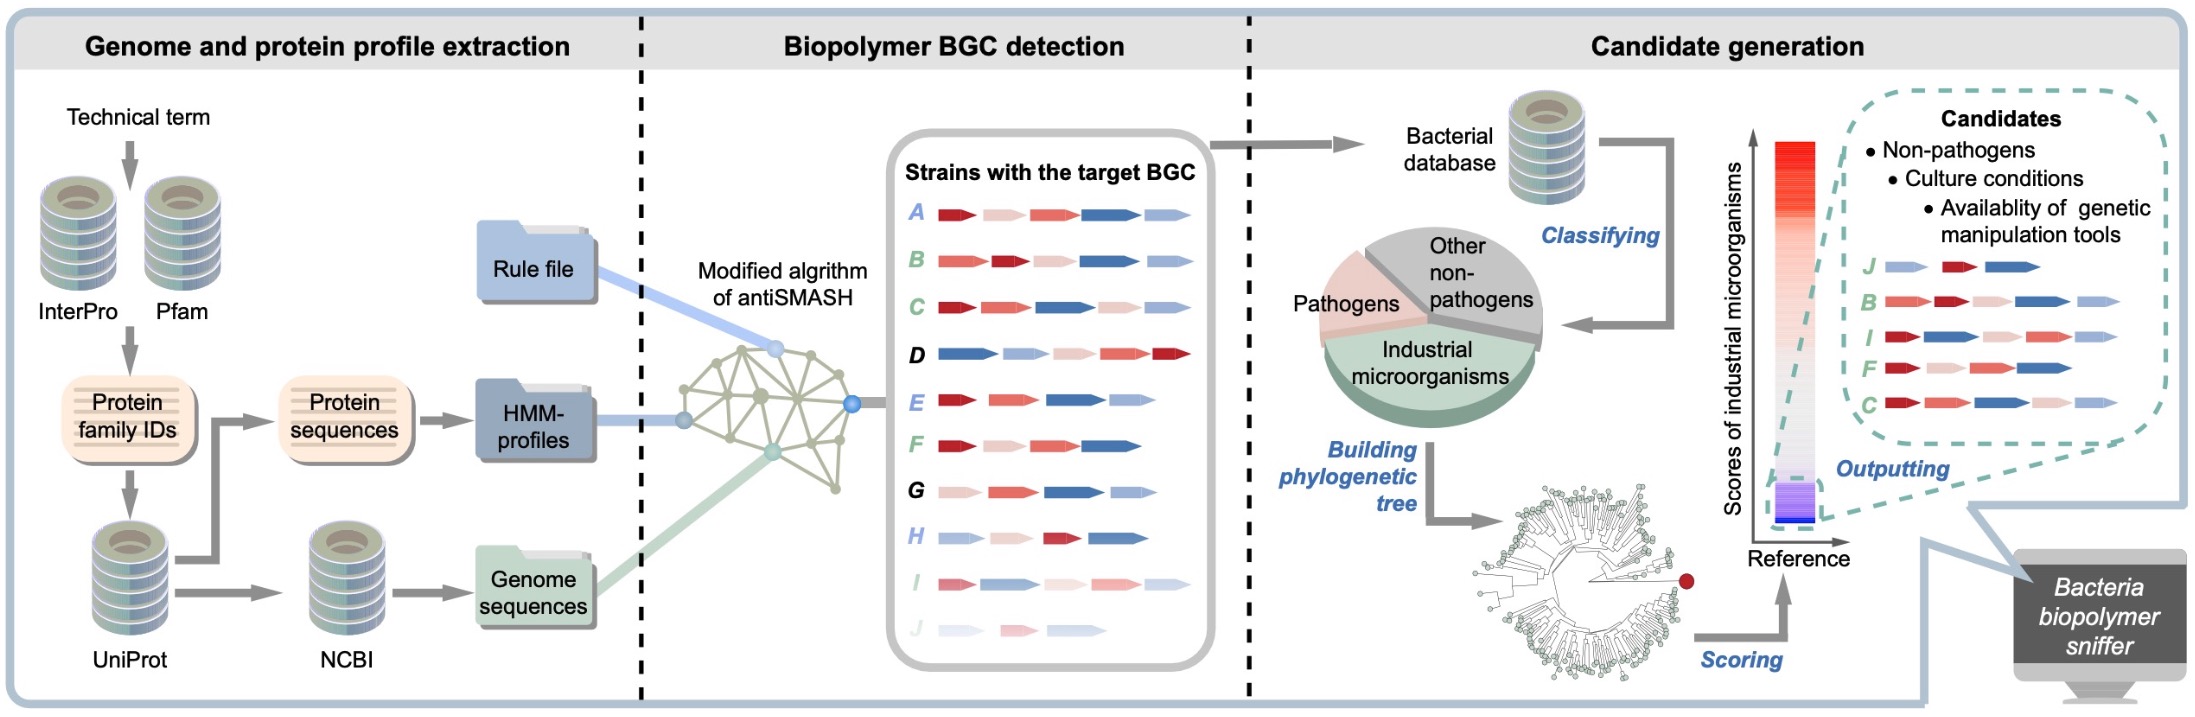 Genome and protein profile extraction
Technical term
InterPro
Pfam
Protein
family IDs
UniProt
Protein
sequences
NCBI
Rule file
HMM-
profiles
Genome
sequences
Biopolymer BGC detection
Modified algrithm
of antiSMASH
Strains with the target BGC
A
B
C
D
E
F
G
H
I
J
Candidate generation
Bacterial
database
Classifying
Other
non-
pathogens
Pathogens
Industrial
microorganisms
Building
phylogenetic
tree
Scoring
Scores of industrial microorganisms
Reference
Outputting
Candidates
• Non-pathogens
• Culture conditions
• Availablity of genetic
manipulation tools
J
B
I
F
C
Bacteria
biopolymer
sniffer